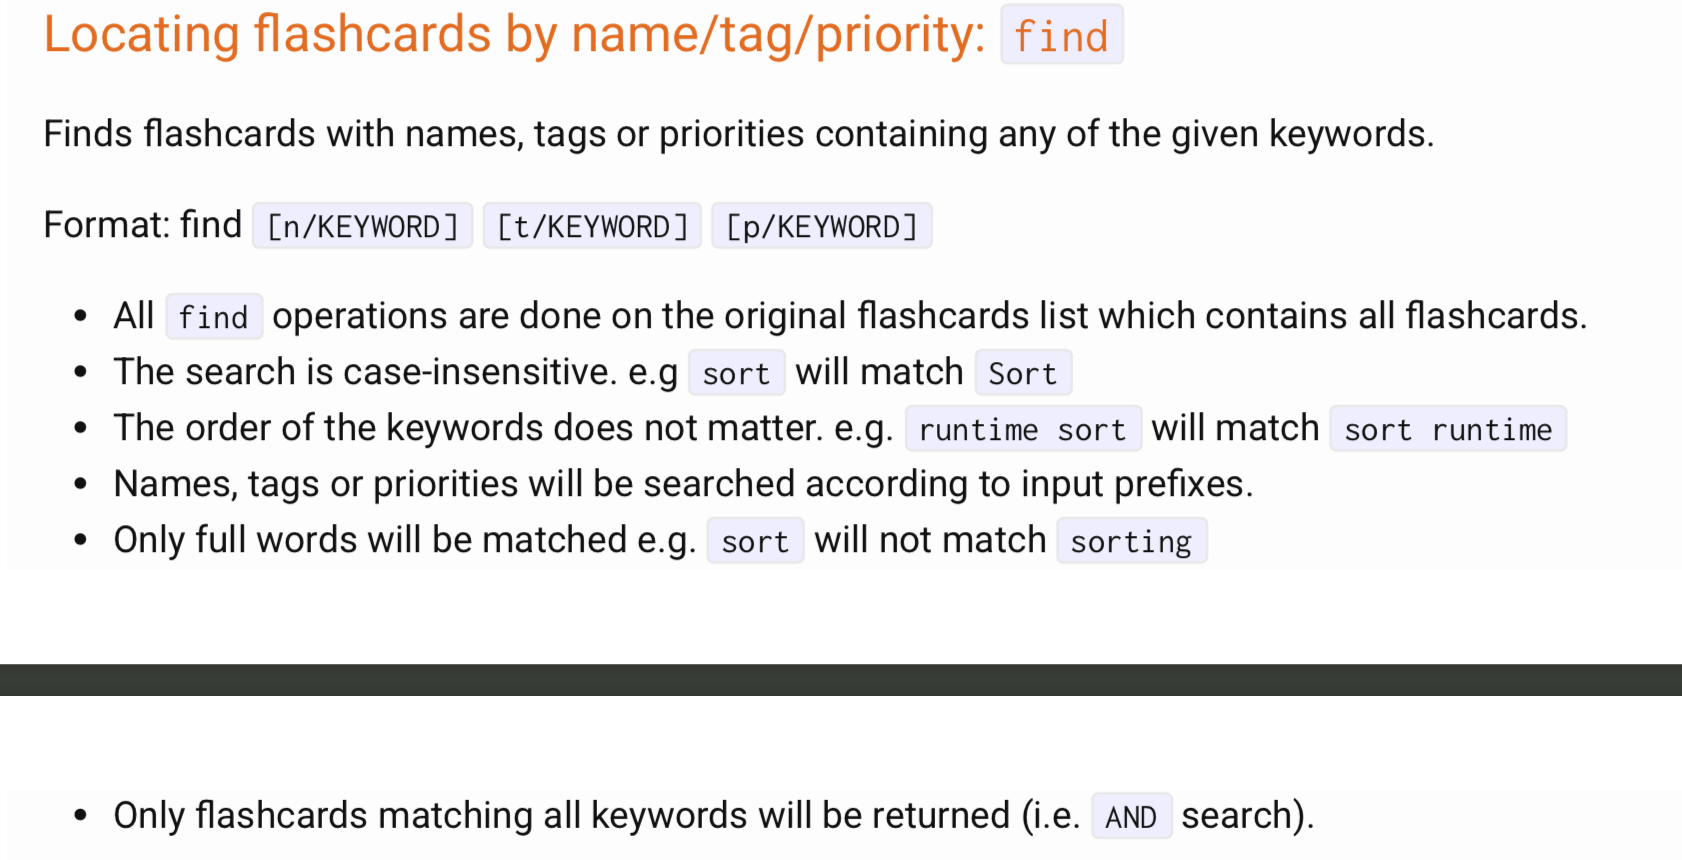 Locating flashcards by name/tag/priority: find
Finds flashcards with names, tags or priorities containing any of the given keywords.
Format: find [n/KEYWORD] [t/KEYWORD] [p/KEYWORD]
• All find operations are done on the original flashcards list which contains all flashcards.
• The search is case-insensitive. e.g sort will match Sort
• The order of the keywords does not matter. e.g. runtime sort will match sort runtime
• Names, tags or priorities will be searched according to input prefixes.
• Only full words will be matched e.g. sort will not match sorting
• Only flashcards matching all keywords will be returned (i.e. AND search).